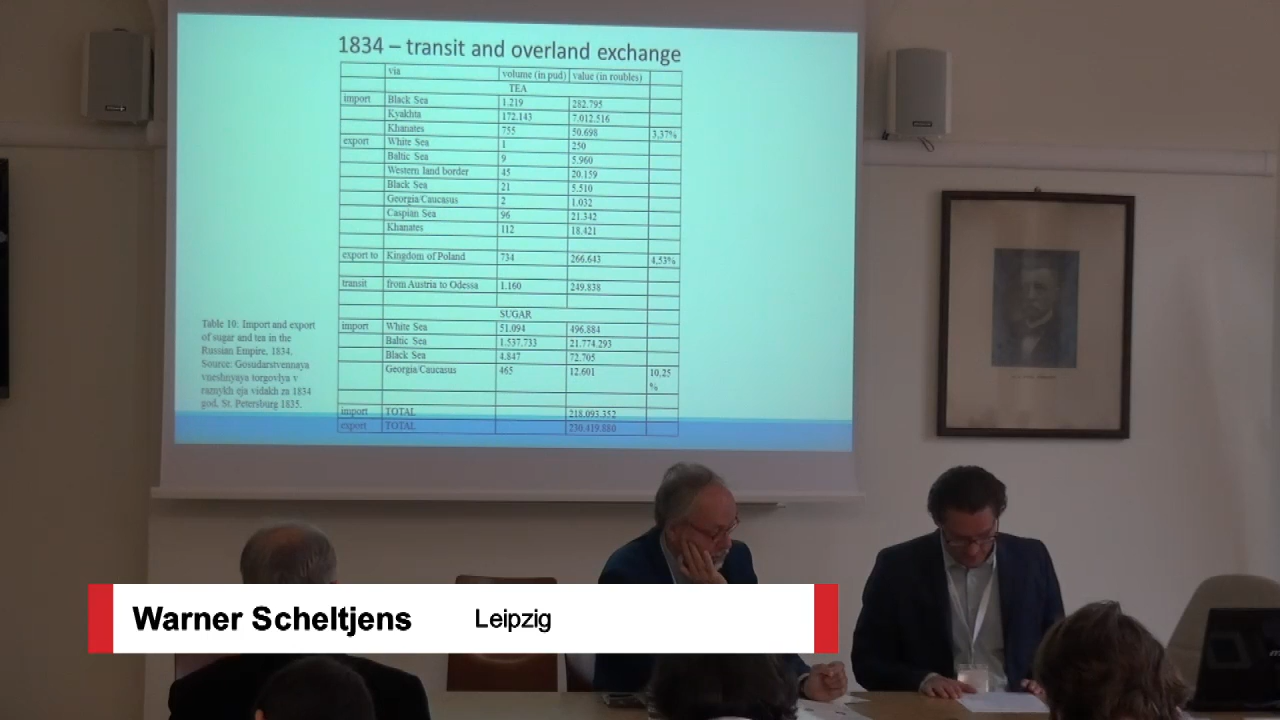 1834 – transit and overland exchange
via volume (in pud) value (in roubles)
TEA
import Black Sea 1.219 282.795
Kyakhta 172.143 7.012.516
Khanates 755 50.698 3,37%
export White Sea 1 250
Baltic Sea 9 5.960
Western land border 45 20.159
Black Sea 21 5.510
Georgia/Caucasus 2 1.032
Caspian Sea 96 21.342
Khanates 112 18.421
export to Kingdom of Poland 734 266.643 4,53%
transit from Austria to Odessa 1.160 249.838
SUGAR
import White Sea 51.094 496.884
Baltic Sea 1.537.733 21.774.293
Black Sea 4.847 72.705
Georgia/Caucasus 465 12.601 10,25
%
import TOTAL 218.093.352
export TOTAL 230.419.880
Table 10: Import and export
of sugar and tea in the
Russian Empire, 1834.
Source: Gosudarstvennaya
vneshnyaya torgovlya v
raznykh eja vidakh za 1834
god. St. Petersburg 1835.
Warner Scheltjens Leipzig